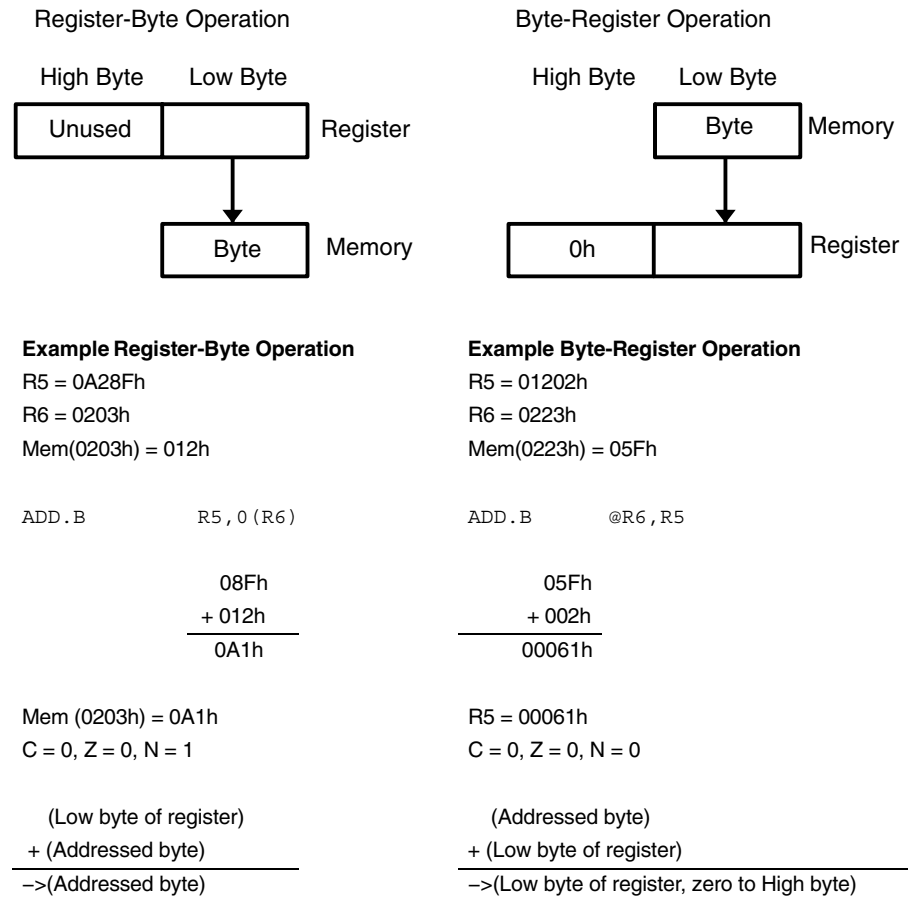 Register-Byte Operation
High Byte Low Byte
Unused Register
Byte Memory
Example Register-Byte Operation
R5 = 0A28Fh
R6 = 0203h
Mem(0203h) = 012h
ADD.B R5,0(R6)
08Fh
+ 012h
0A1h
Mem (0203h) = 0A1h
C = 0, Z = 0, N = 1
(Low byte of register)
+ (Addressed byte)
−>(Addressed byte)
Byte-Register Operation
High Byte Low Byte
Byte Memory
0h Register
Example Byte-Register Operation
R5 = 01202h
R6 = 0223h
Mem(0223h) = 05Fh
ADD.B @R6,R5
05Fh
+ 002h
00061h
R5 = 00061h
C = 0, Z = 0, N = 0
(Addressed byte)
+ (Low byte of register)
−>(Low byte of register, zero to High byte)